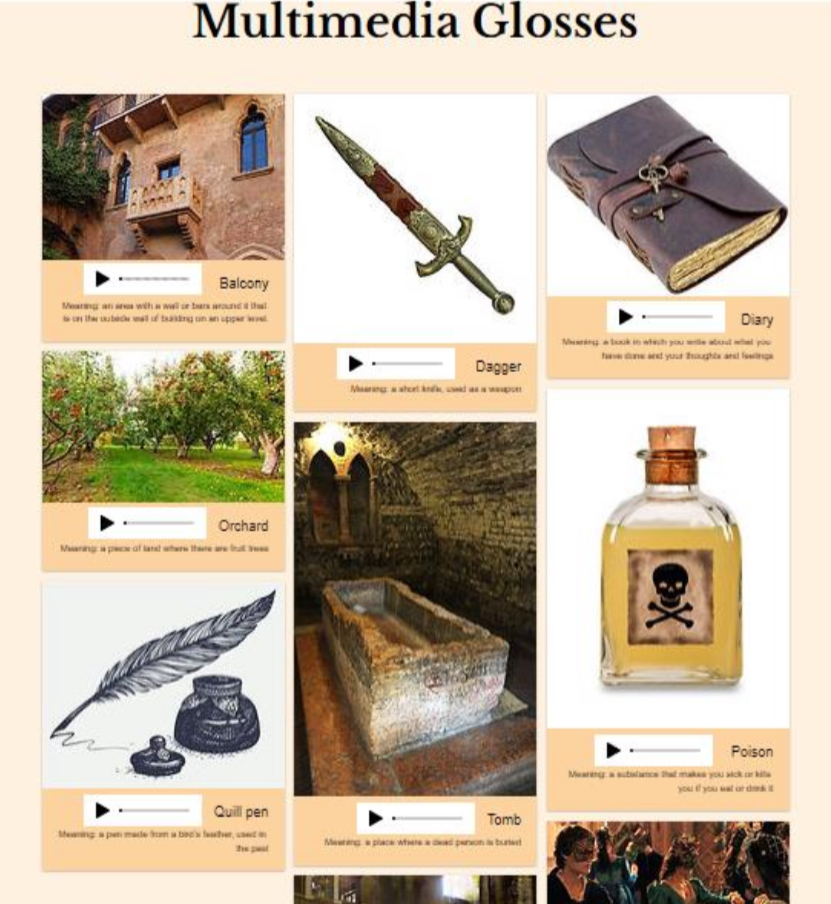 Multimedia Glosses
Balcony
Meaning: an area with a wall or bars around it that
is on the outside wall of building on an upper level.
Orchard
Meaning: a piece of land where there are fruit trees
Quill pen
Meaning: a pen made from a bird's feather, used in
the past
Dagger
Meaning: a short knife, used as a weapon
Tomb
Meaning: a place where a dead person is buried
Diary
Meaning: a book in which you write about what you
have done and your thoughts and feelings
Poison
Meaning: a substance that makes you sick or kills
you if you eat or drink it